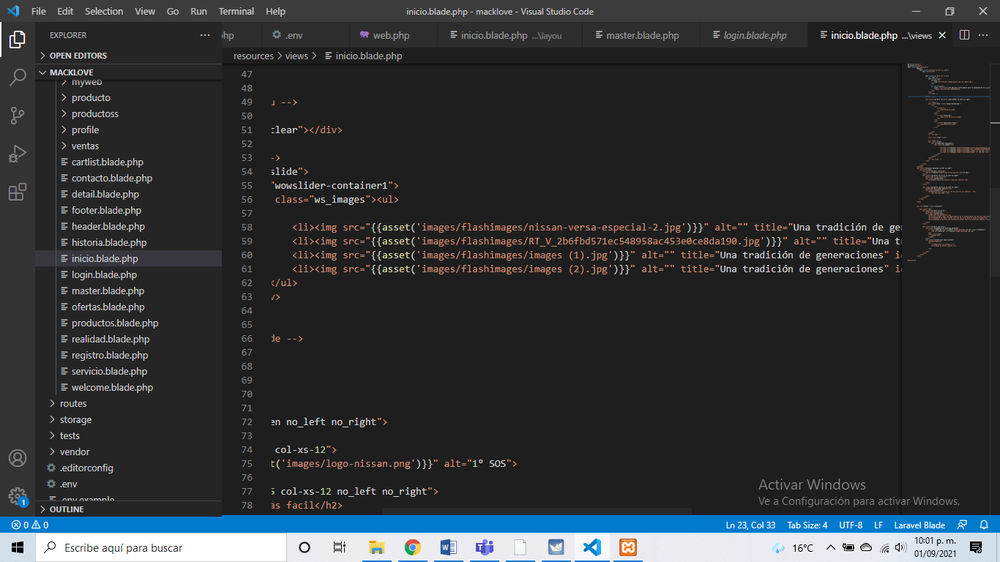 File Edit Selection View Go Run Terminal Help
inicio.blade.php - macklove - Visual Studio Code
EXPLORER
OPEN EDITORS
MACKLOVE
myweb
producto
productoss
profile
ventas
cartlist.blade.php
contacto.blade.php
detail.blade.php
footer.blade.php
header.blade.php
historia.blade.php
inicio.blade.php
login.blade.php
master.blade.php
ofertas.blade.php
productos.blade.php
realidad.blade.php
registro.blade.php
servicio.blade.php
welcome.blade.php
routes
storage
tests
vendor
.editorconfig
.env
.env.example
OUTLINE
php .env web.php inicio.blade.php ...\layou master.blade.php login.blade.php inicio.blade.php ...\views
resources > views > inicio.blade.php
47
48
49 -->
50
51 clear"></div>
52
53 ->
54 slide">
55 "wowslider-container1">
56 class="ws_images"><ul>
57
58 <li><img src="{{asset('images/flashimages/nissan-versa-especial-2.jpg')}}" alt="" title="Una tradición de ge
59 <li><img src="{{asset('images/flashimages/RT_V_2b6fbd571ec548958ac453e0ce8da190.jpg')}}" alt="" title="Una t
60 <li><img src="{{asset('images/flashimages/images (1).jpg')}}" alt="" title="Una tradición de generaciones" i
61 <li><img src="{{asset('images/flashimages/images (2).jpg')}}" alt="" title="Una tradición de generaciones" i
62 </ul>
63 v>
64
65
66 de -->
67
68
69
70
71
72 en no_left no_right">
73
74 col-xs-12">
75 t('images/logo-nissan.png')}}" alt="1º SOS">
76
77 5 col-xs-12 no_left no_right">
78 as facil</h2>
Activar Windows
Ve a Configuración para activar Windows.
1
0 0
Ln 23, Col 33 Tab Size: 4 UTF-8 LF Laravel Blade
Escribe aquí para buscar
16°C
10:01 p. m.
01/09/2021